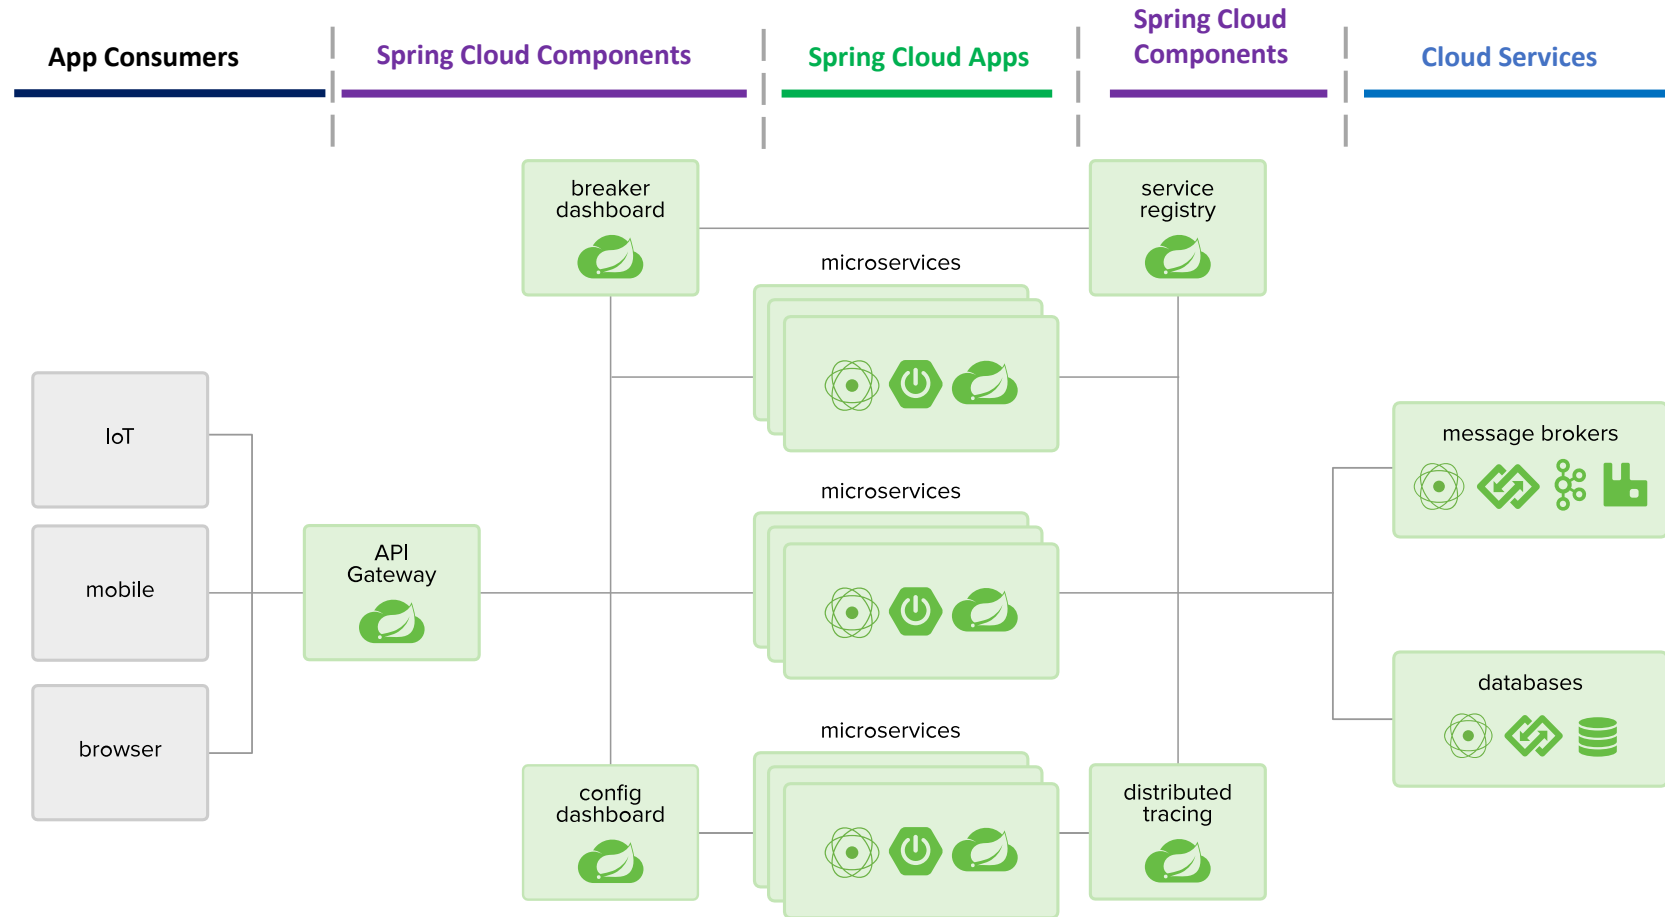 App Consumers
Spring Cloud Components
Spring Cloud Apps
Spring Cloud
Components
Cloud Services
breaker
dashboard
service
registry
microservices
IoT
message brokers
microservices
API
Gateway
mobile
databases
microservices
browser
config
dashboard
distributed
tracing